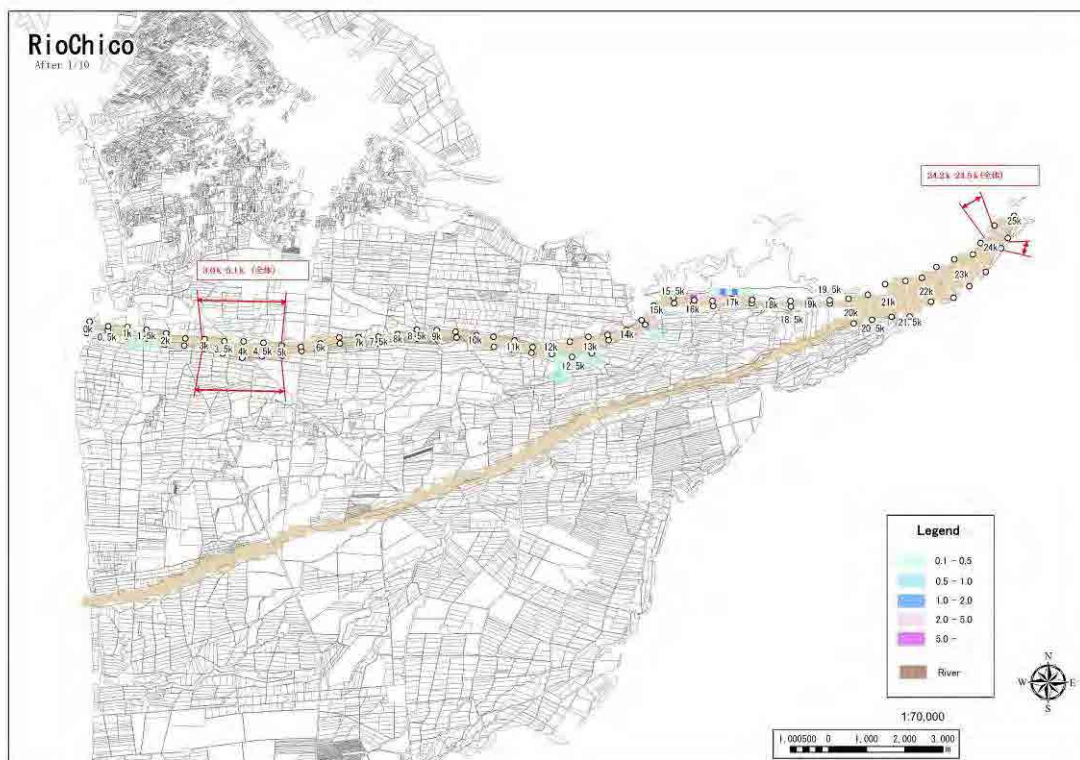 RioChico
After 1/10
24.2k-24.5k(全体)
3.0k-5.1k (全体)
0k
0.5k
1k
1.5k
2k
3k
3.5k
4k
4.5k
5k
6k
7k
7.5k
8k
8.5k
9k
10k
11k
12k
12.5k
13k
14k
15k
15.5k
16k
17k
18k
18.5k
19k
19.5k
20k
20.5k
21k
21.5k
22k
23k
24k
25k
Legend
0.1 - 0.5
0.5 - 1.0
1.0 - 2.0
2.0 - 5.0
5.0 -
River
N
W E
S
1:70,000
1,000 500 0 1,000 2,000 3,000